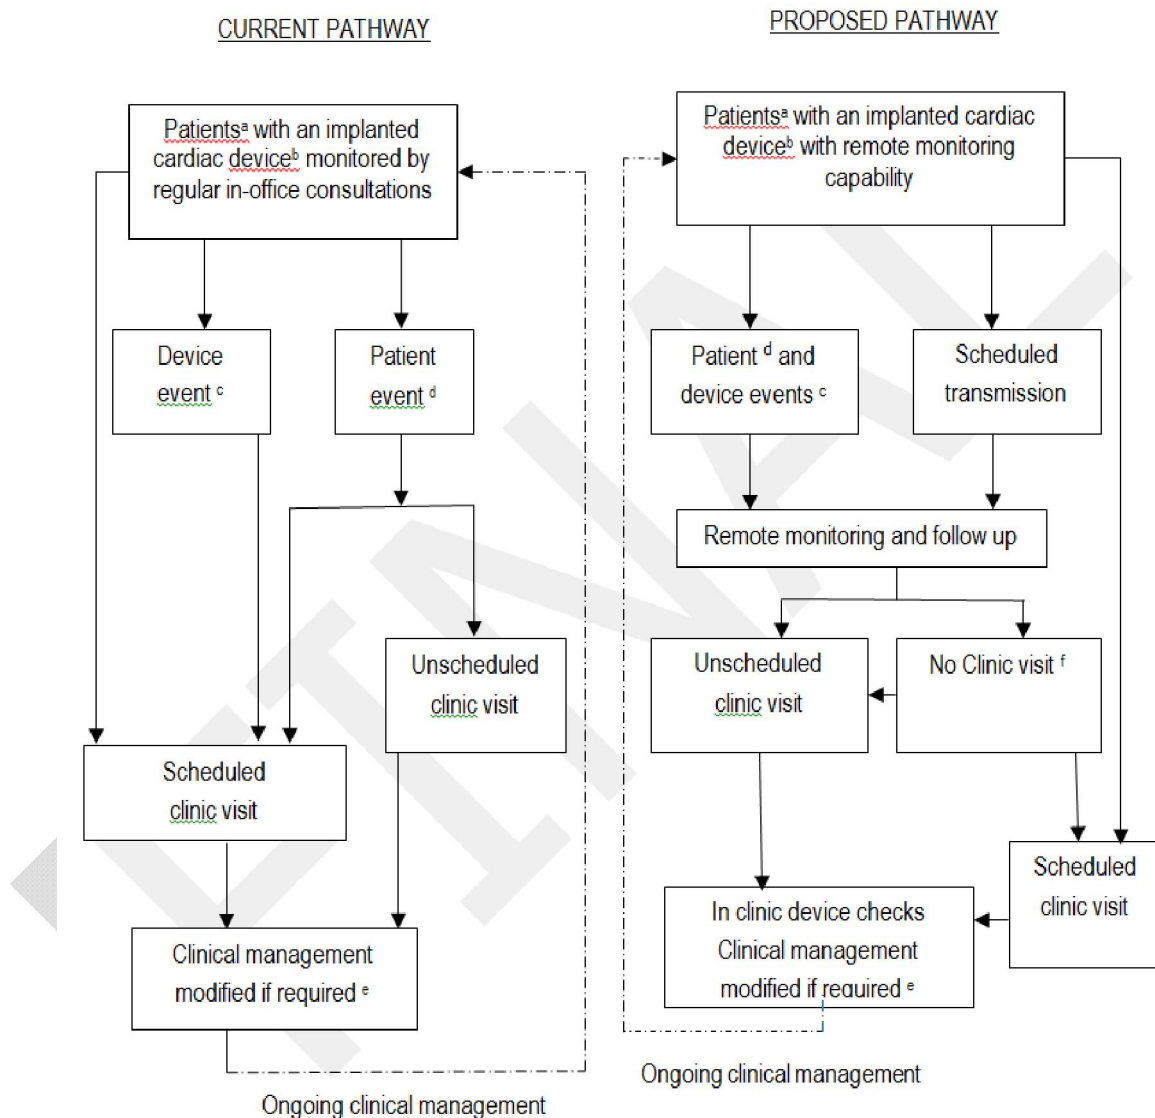 CURRENT PATHWAY
Patientsᵃ with an implanted
cardiac deviceᵇ monitored by
regular in-office consultations
Device
event ᶜ
Patient
event ᵈ
Unscheduled
clinic visit
Scheduled
clinic visit
Clinical management
modified if required ᵉ
Ongoing clinical management
PROPOSED PATHWAY
Patientsᵃ with an implanted cardiac
deviceᵇ with remote monitoring
capability
Patient ᵈ and
device events ᶜ
Scheduled
transmission
Remote monitoring and follow up
Unscheduled
clinic visit
No Clinic visit ᶠ
Scheduled
clinic visit
In clinic device checks
Clinical management
modified if required ᵉ
Ongoing clinical management
FINAL